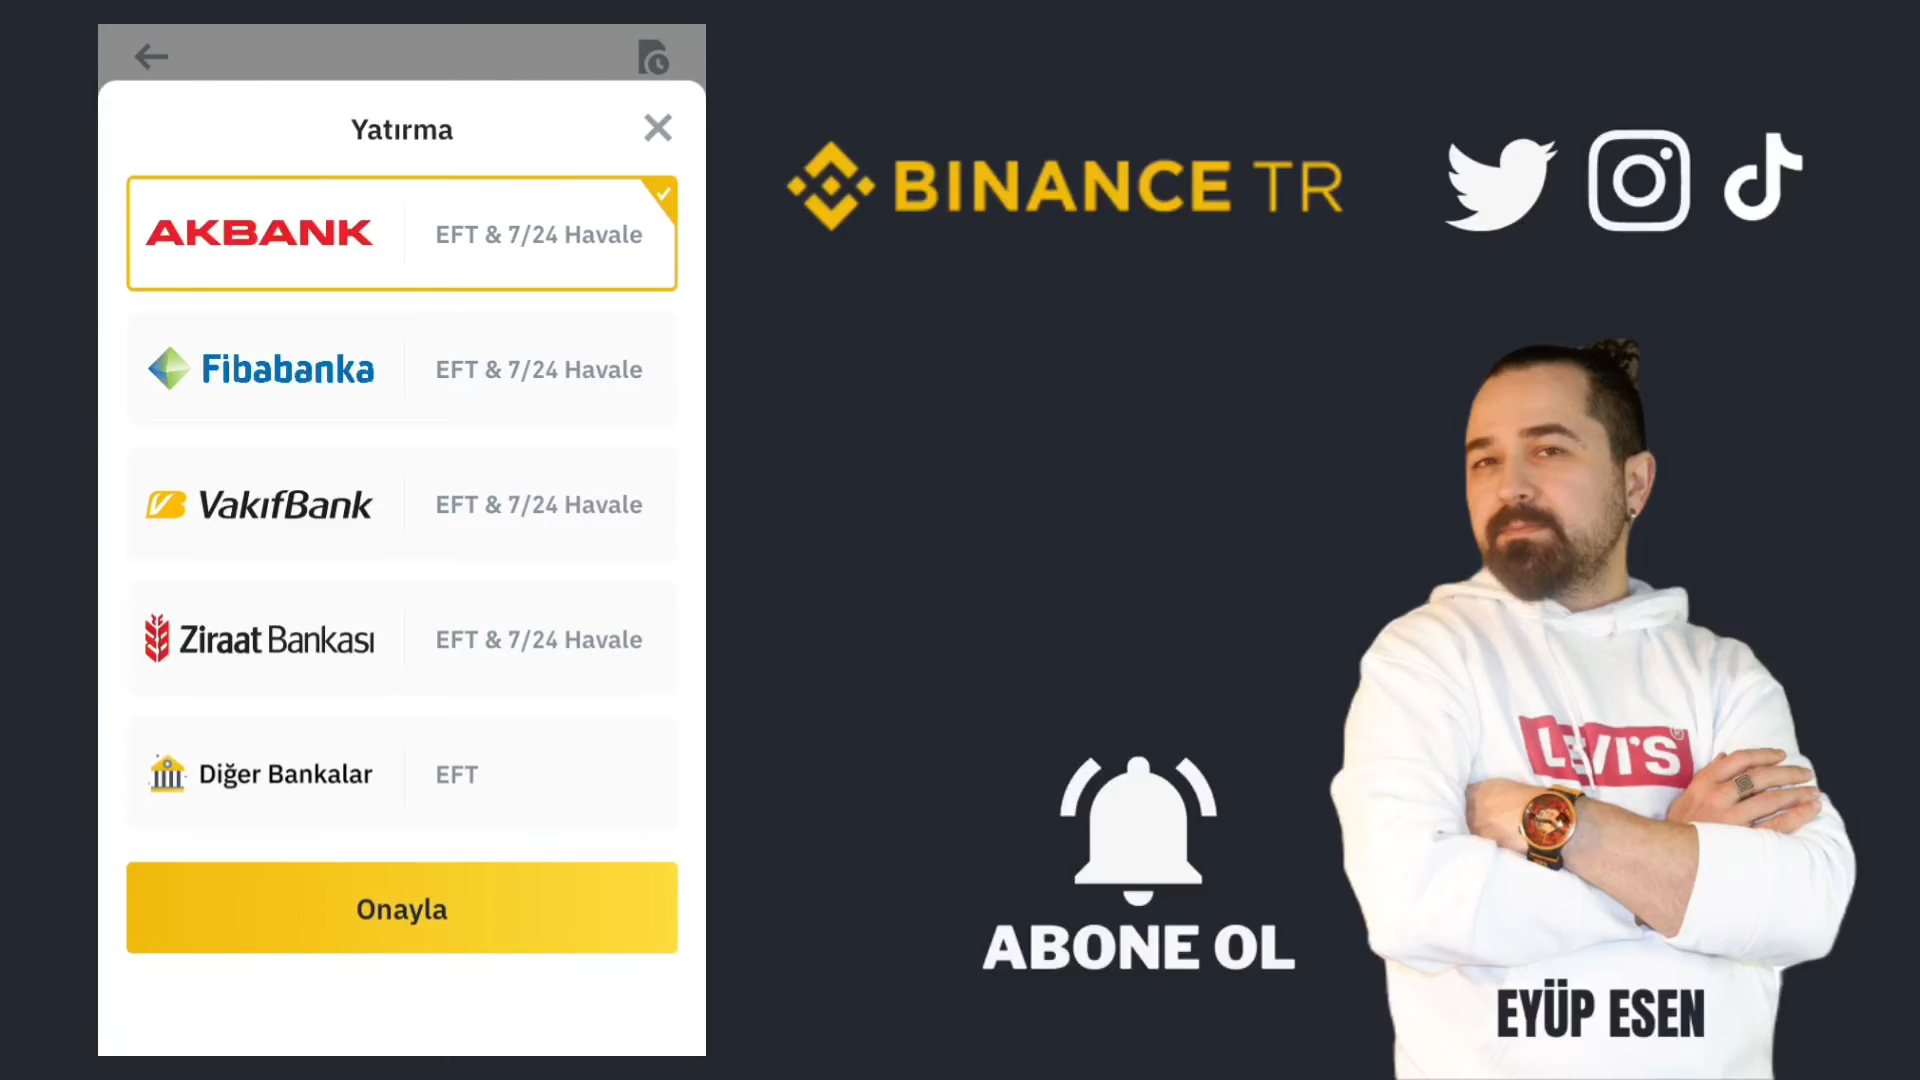 Yatırma
AKBANK
EFT & 7/24 Havale
Fibabanka
EFT & 7/24 Havale
VakıfBank
EFT & 7/24 Havale
Ziraat Bankası
EFT & 7/24 Havale
Diğer Bankalar
EFT
Onayla
BINANCE TR
ABONE OL
LEVI'S®
EYÜP ESEN